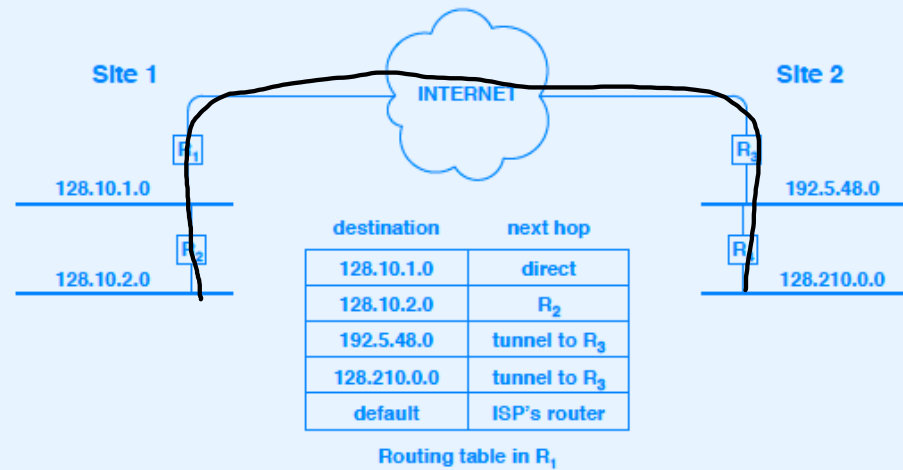 Site 1
Site 2
INTERNET
R1
R3
128.10.1.0
192.5.48.0
R2
R4
128.10.2.0
128.210.0.0
destination next hop
128.10.1.0 direct
128.10.2.0 R2
192.5.48.0 tunnel to R3
128.210.0.0 tunnel to R3
default ISP's router
Routing table in R1